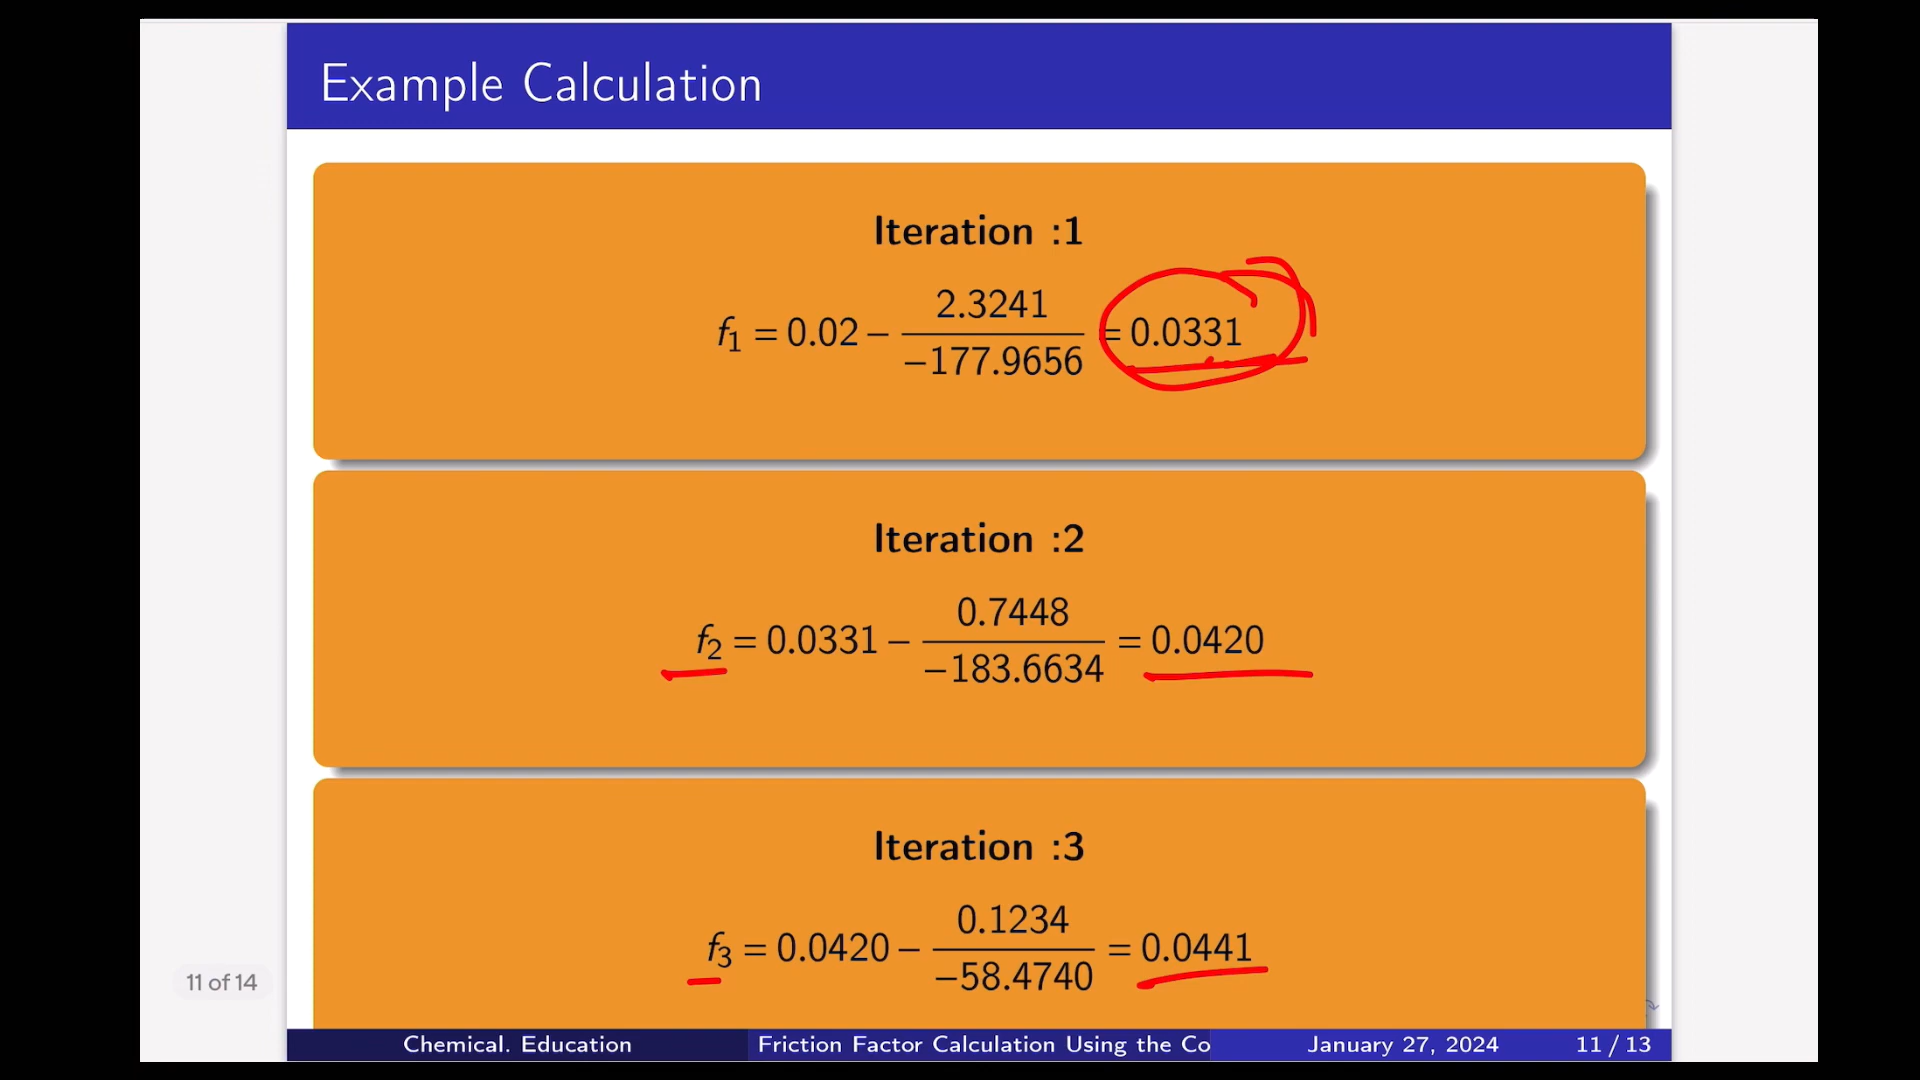 Example Calculation
Iteration :1
f₁ = 0.02 − 2.3241 / −177.9656 = 0.0331
Iteration :2
f₂ = 0.0331 − 0.7448 / −183.6634 = 0.0420
Iteration :3
f₃ = 0.0420 − 0.1234 / −58.4740 = 0.0441
11 of 14
Chemical. Education Friction Factor Calculation Using the Co January 27, 2024 11 / 13